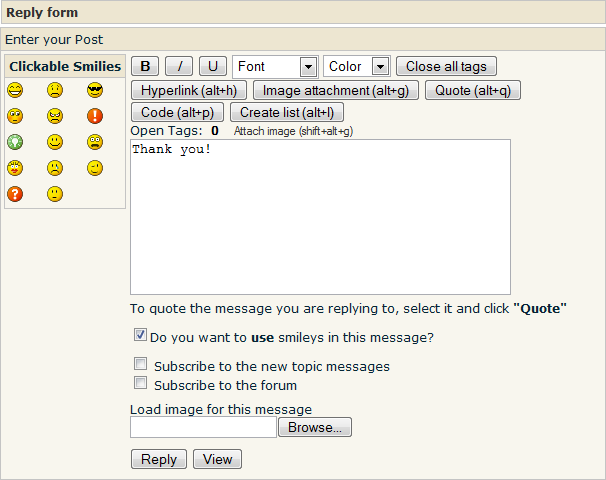 Reply form
Enter your Post
Clickable Smilies
B / U Font Color Close all tags
Hyperlink (alt+h) Image attachment (alt+g) Quote (alt+q)
Code (alt+p) Create list (alt+l)
Open Tags: 0 Attach image (shift+alt+g)
Thank you!
To quote the message you are replying to, select it and click "Quote"
Do you want to use smileys in this message?
Subscribe to the new topic messages
Subscribe to the forum
Load image for this message
Browse...
Reply View